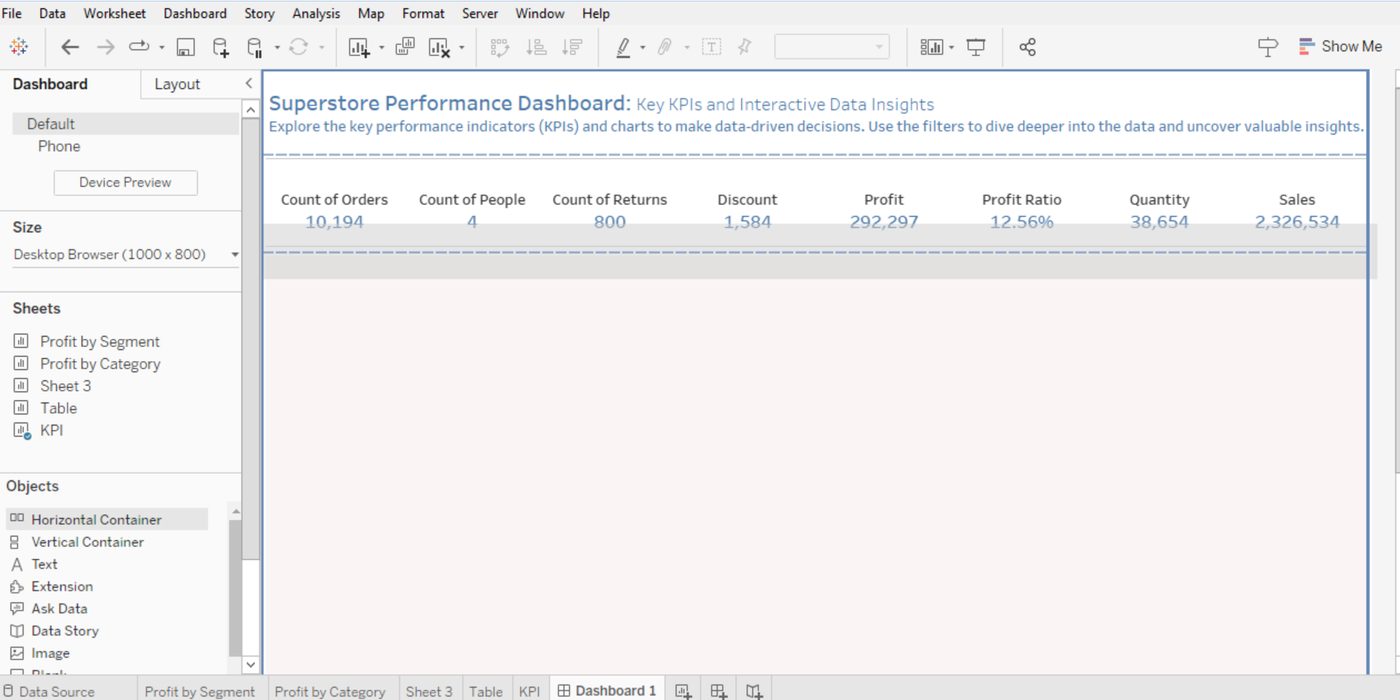 File Data Worksheet Dashboard Story Analysis Map Format Server Window Help
Show Me
Dashboard Layout
Default
Phone
Device Preview
Size
Desktop Browser (1000 x 800)
Sheets
Profit by Segment
Profit by Category
Sheet 3
Table
KPI
Objects
Horizontal Container
Vertical Container
Text
Extension
Ask Data
Data Story
Image
Superstore Performance Dashboard: Key KPIs and Interactive Data Insights
Explore the key performance indicators (KPIs) and charts to make data-driven decisions. Use the filters to dive deeper into the data and uncover valuable insights.
Count of Orders Count of People Count of Returns Discount Profit Profit Ratio Quantity Sales
10,194 4 800 1,584 292,297 12.56% 38,654 2,326,534
Data Source Profit by Segment Profit by Category Sheet 3 Table KPI Dashboard 1